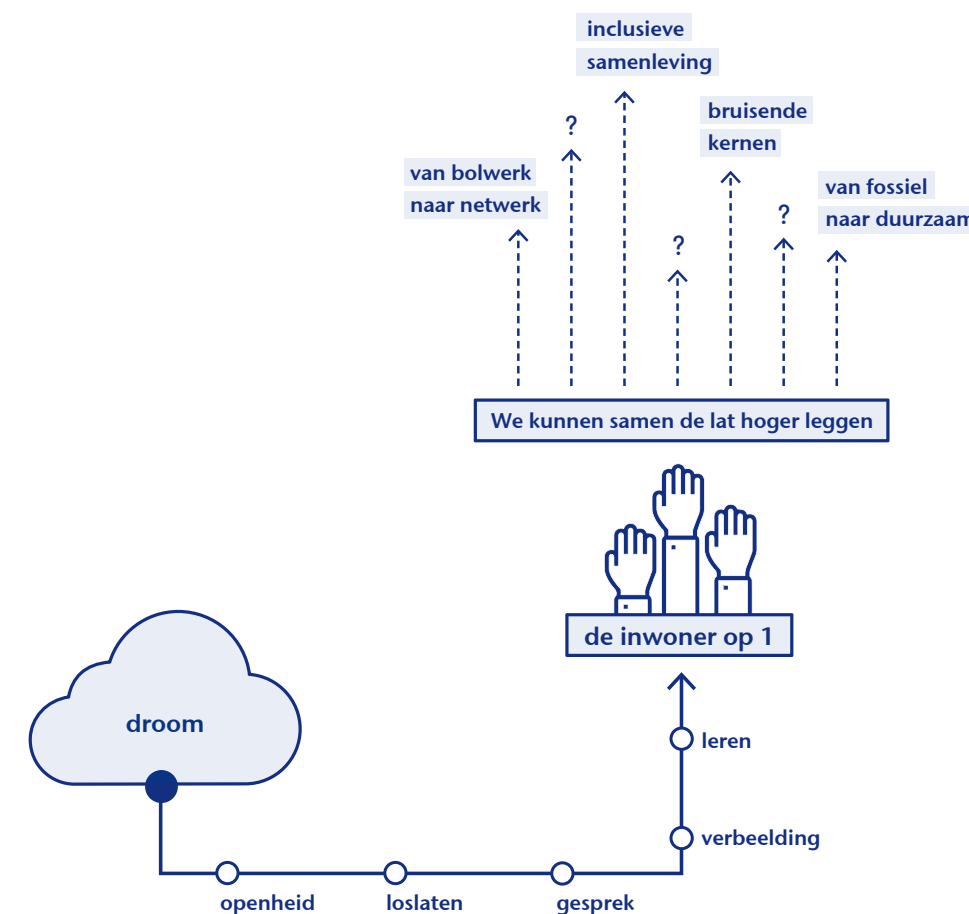 inclusieve
samenleving
bruisende
kernen
?
van bolwerk
naar netwerk
van fossiel
naar duurzaam
?
?
We kunnen samen de lat hoger leggen
de inwoner op 1
droom
leren
verbeelding
openheid
loslaten
gesprek